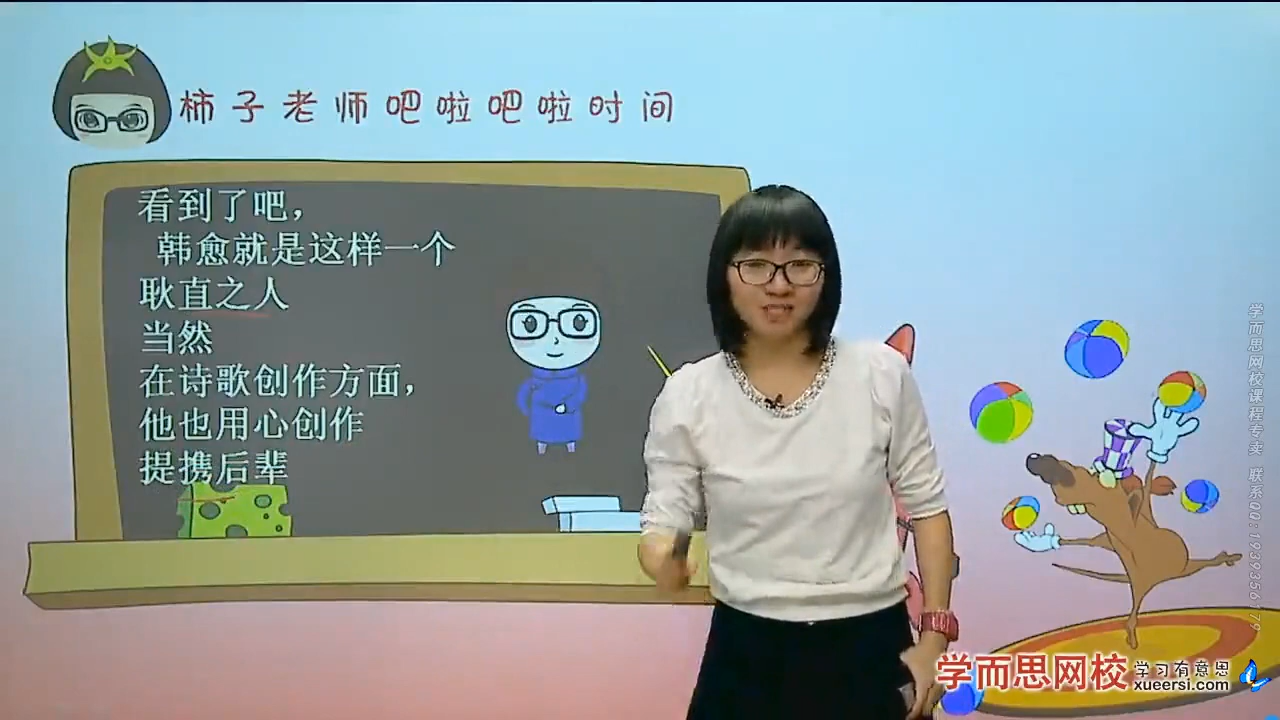 柿子老师吧啦吧啦时间
看到了吧，
韩愈就是这样一个
耿直之人
当然
在诗歌创作方面，
他也用心创作
提携后辈
学而思网校课程专卖 联系QQ:1939356179
学而思网校
学习有意思
xueersi.com